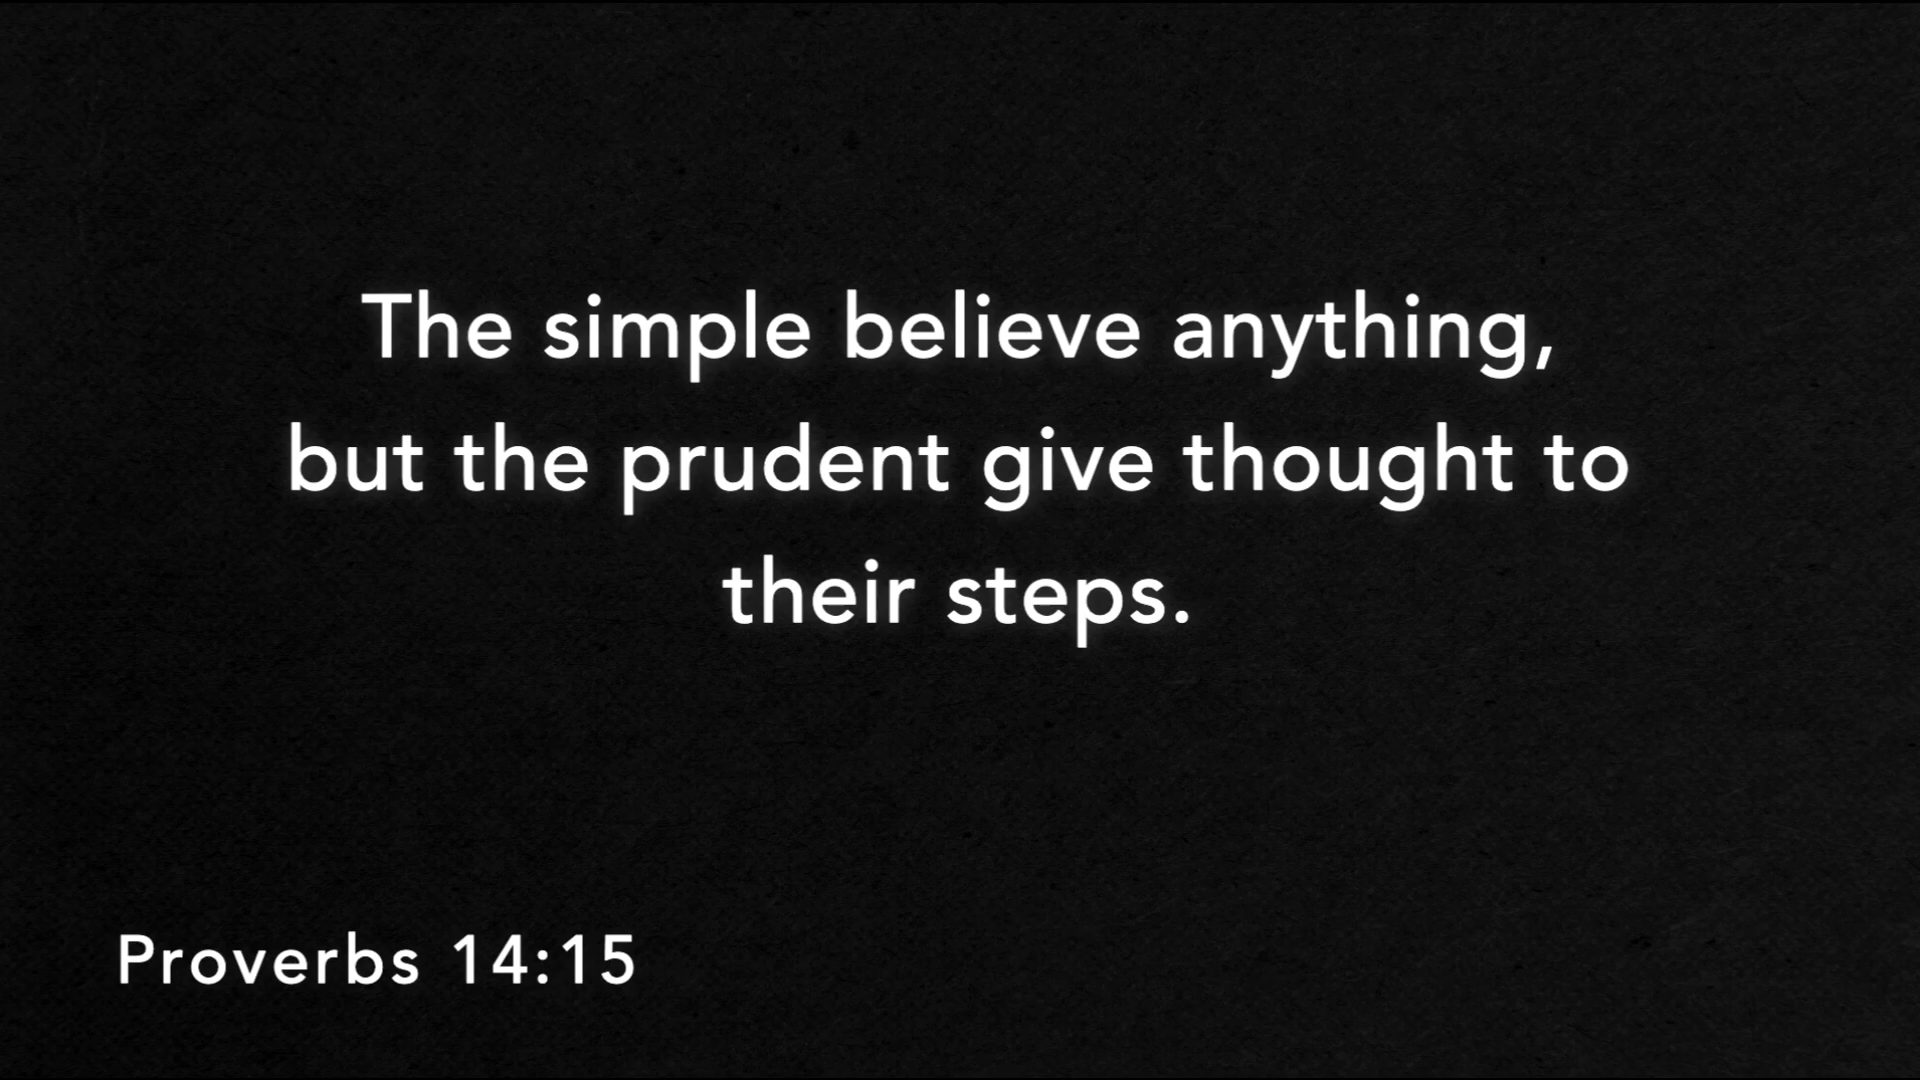 The simple believe anything,
but the prudent give thought to
their steps.
Proverbs 14:15